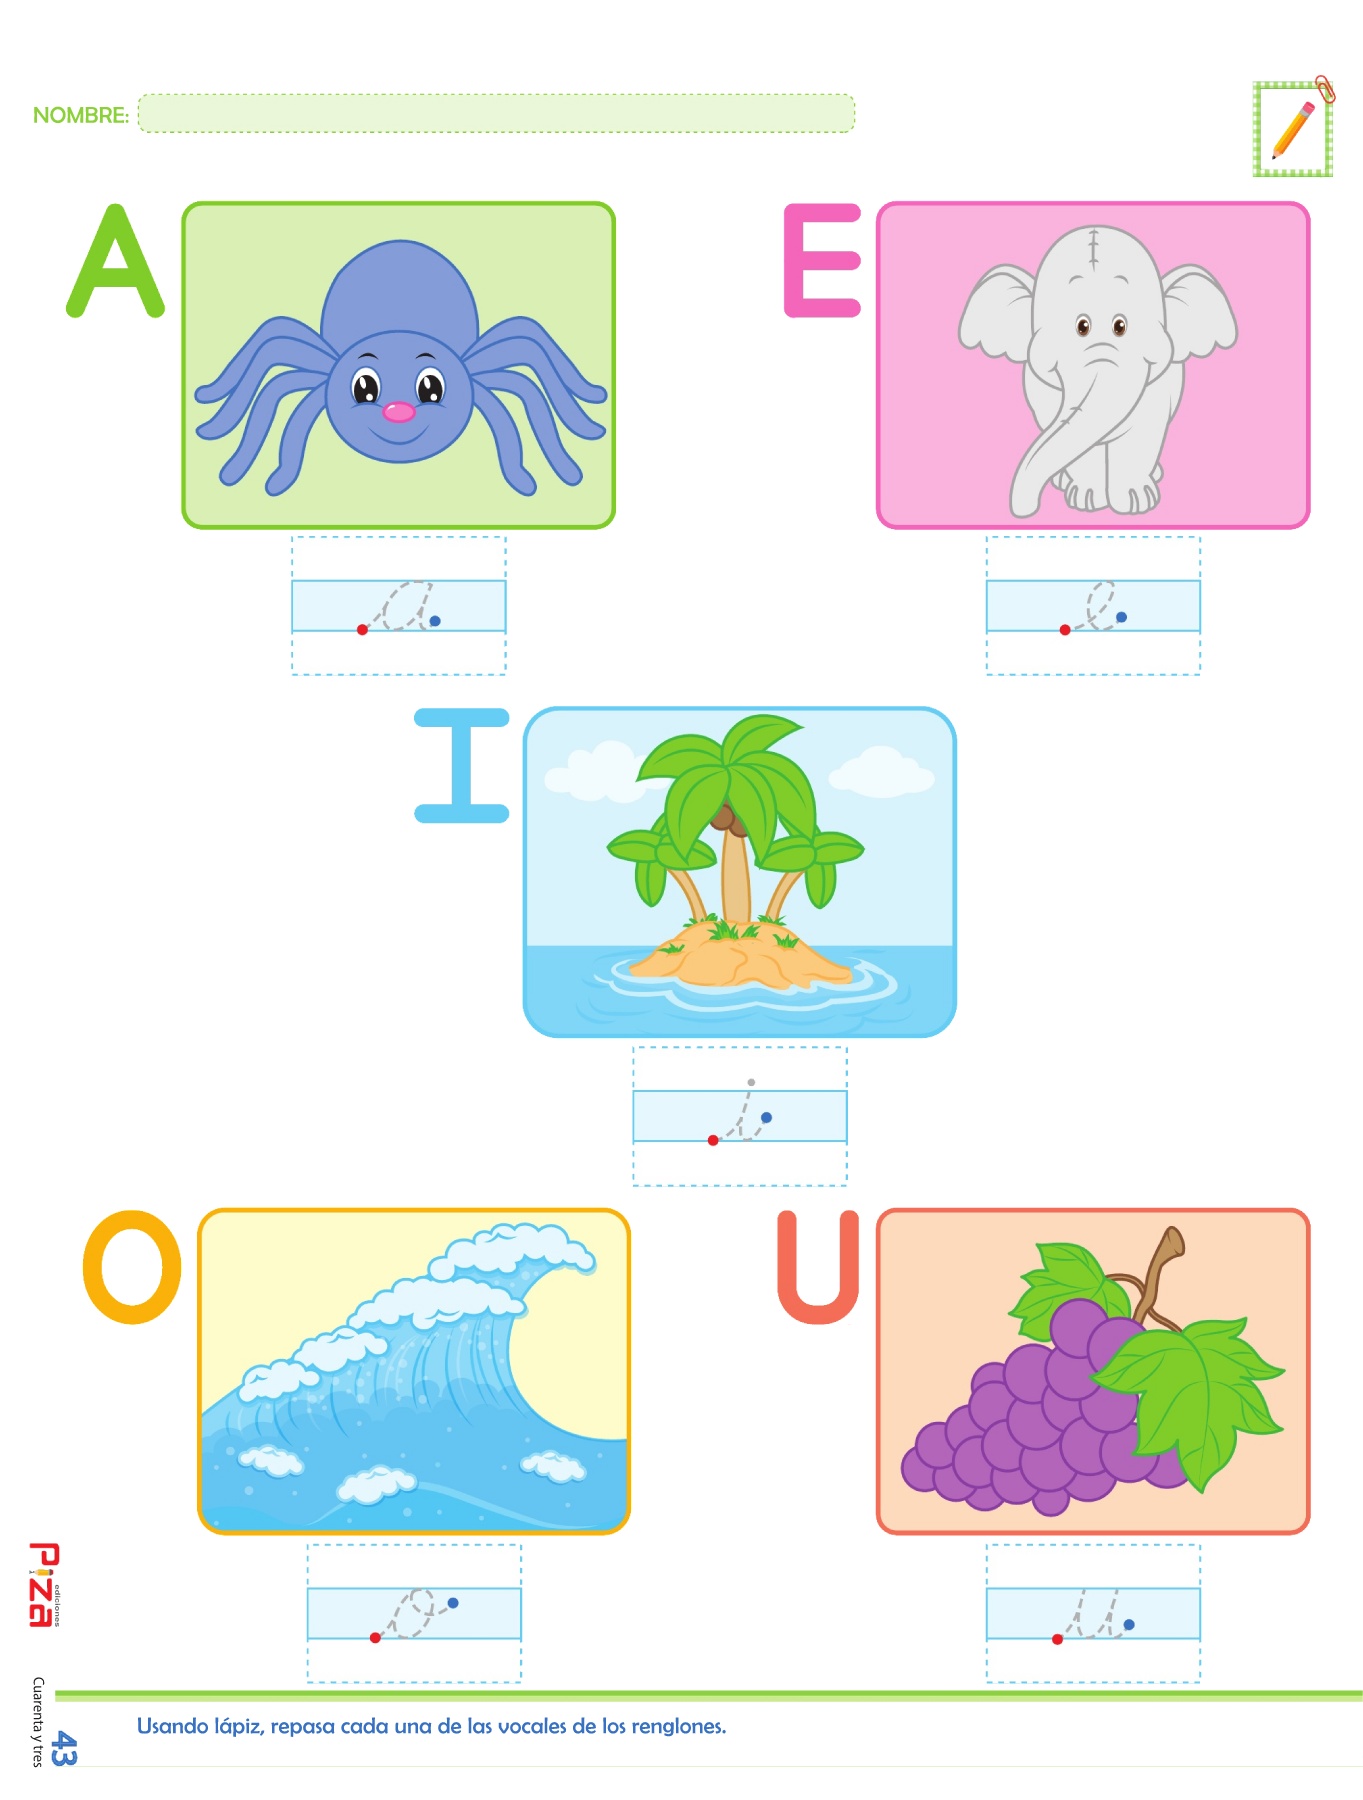 NOMBRE:
A
E
a
e
I
i
O
U
o
u
Piza
ediciones
Cuarenta y tres
43
Usando lápiz, repasa cada una de las vocales de los renglones.